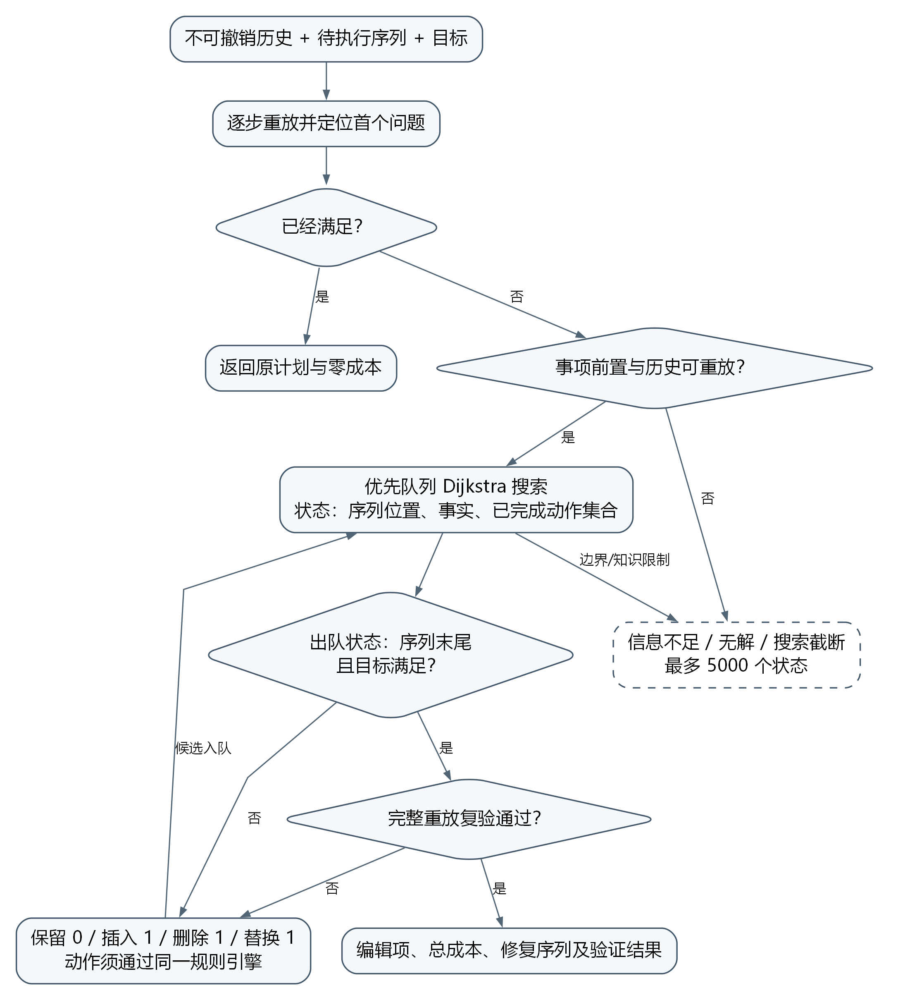 不可撤销历史 + 待执行序列 + 目标
逐步重放并定位首个问题
已经满足？
是
否
返回原计划与零成本
事项前置与历史可重放？
是
否
优先队列 Dijkstra 搜索
状态：序列位置、事实、已完成动作集合
边界/知识限制
出队状态：序列末尾
且目标满足？
信息不足 / 无解 / 搜索截断
最多 5000 个状态
候选入队
是
否
完整重放复验通过？
否
是
保留 0 / 插入 1 / 删除 1 / 替换 1
动作须通过同一规则引擎
编辑项、总成本、修复序列及验证结果